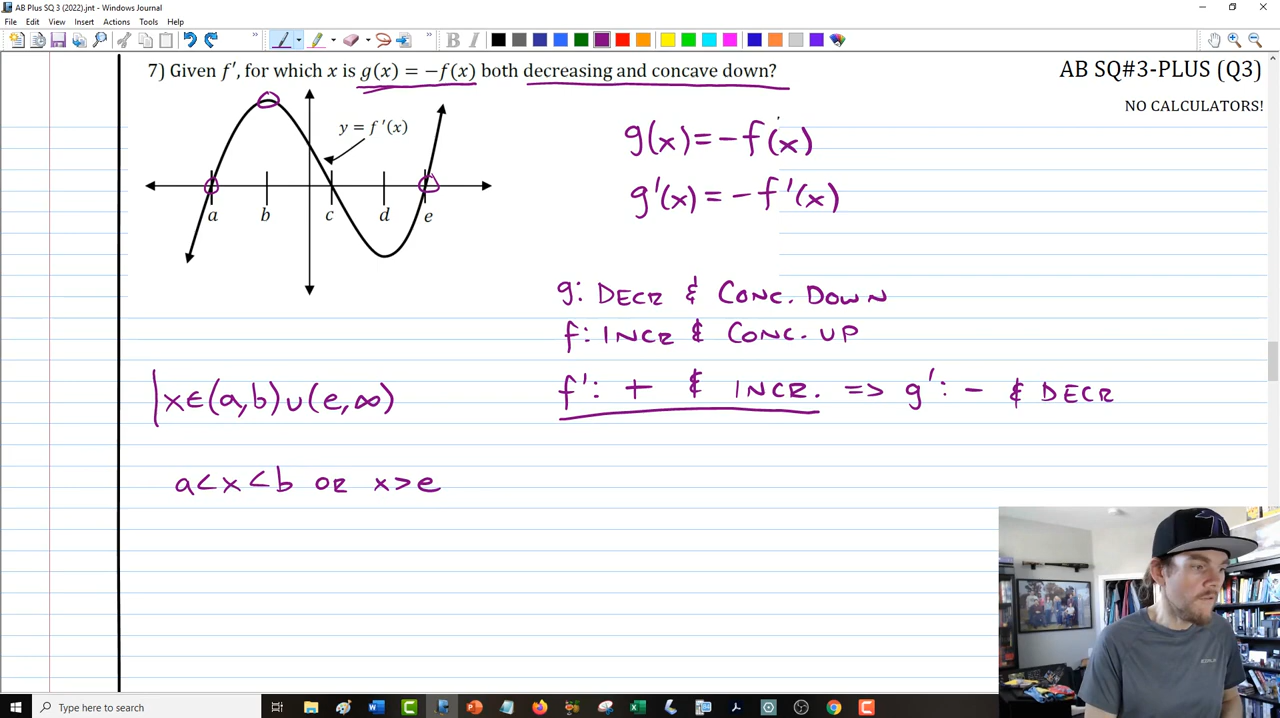 AB Plus SQ 3 (2022).jnt - Windows Journal
File Edit View Insert Actions Tools Help
7) Given f′, for which x is g(x) = −f(x) both decreasing and concave down?
AB SQ#3-PLUS (Q3)
NO CALCULATORS!
y = f ′(x)
a b c d e
g(x) = −f(x)
g'(x) = −f'(x)
g: DECR & CONC. DOWN
f: INCR & CONC. UP
f': + & INCR. => g': − & DECR
x∈(a,b)∪(e,∞)
a<x<b OR x>e
Type here to search